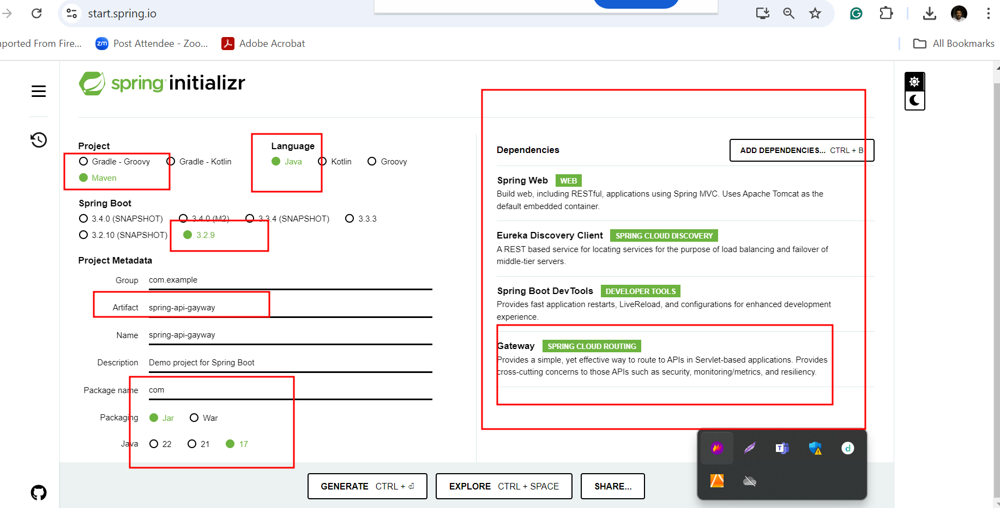 start.spring.io
nported From Fire...
zm
Post Attendee - Zoo...
Adobe Acrobat
All Bookmarks
spring initializr
Project
Gradle - Groovy
Gradle - Kotlin
Maven
Language
Java
Kotlin
Groovy
Spring Boot
3.4.0 (SNAPSHOT)
3.4.0 (M2)
3.3.4 (SNAPSHOT)
3.3.3
3.2.10 (SNAPSHOT)
3.2.9
Project Metadata
Group com.example
Artifact spring-api-gayway
Name spring-api-gayway
Description Demo project for Spring Boot
Package name com
Packaging Jar War
Java 22 21 17
Dependencies
ADD DEPENDENCIES... CTRL + B
Spring Web WEB
Build web, including RESTful, applications using Spring MVC. Uses Apache Tomcat as the
default embedded container.
Eureka Discovery Client SPRING CLOUD DISCOVERY
A REST based service for locating services for the purpose of load balancing and failover of
middle-tier servers.
Spring Boot DevTools DEVELOPER TOOLS
Provides fast application restarts, LiveReload, and configurations for enhanced development
experience.
Gateway SPRING CLOUD ROUTING
Provides a simple, yet effective way to route to APIs in Servlet-based applications. Provides
cross-cutting concerns to those APIs such as security, monitoring/metrics, and resiliency.
GENERATE CTRL + ⏎
EXPLORE CTRL + SPACE
SHARE...